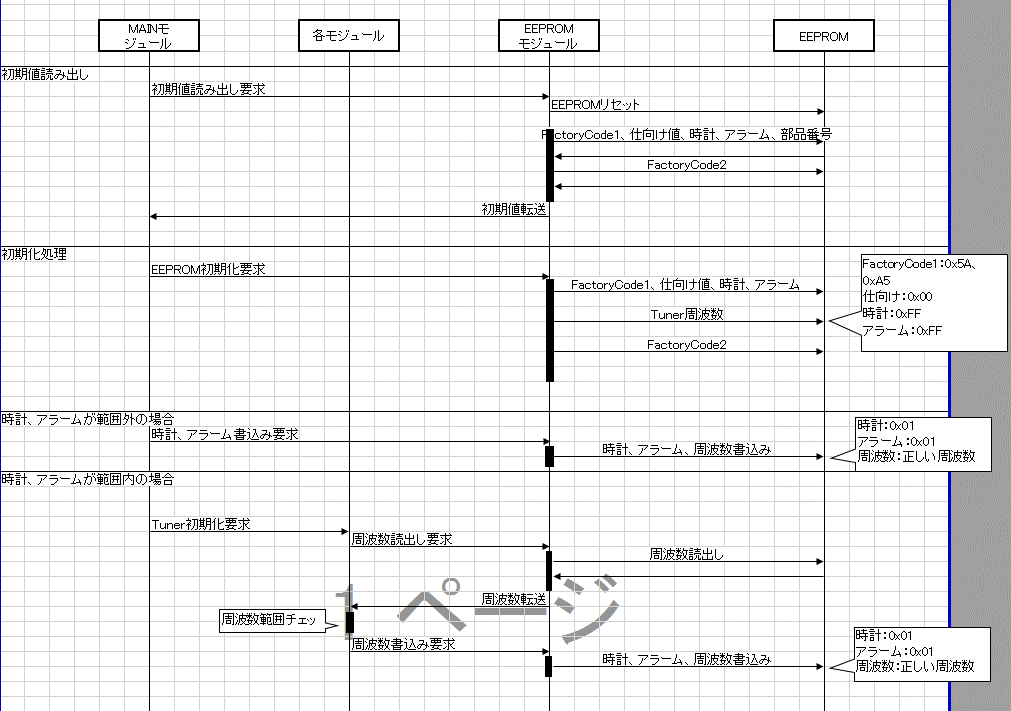 MAINモ
ジュール
各モジュール
EEPROM
モジュール
EEPROM
初期値読み出し
初期値読み出し要求
EEPROMリセット
FactoryCode1、仕向け値、時計、アラーム、部品番号
FactoryCode2
初期値転送
初期化処理
EEPROM初期化要求
FactoryCode1、仕向け値、時計、アラーム
Tuner周波数
FactoryCode2
FactoryCode1:0x5A、
0xA5
仕向け:0x00
時計:0xFF
アラーム:0xFF
時計、アラームが範囲外の場合
時計、アラーム書込み要求
時計、アラーム、周波数書込み
時計:0x01
アラーム:0x01
周波数:正しい周波数
時計、アラームが範囲内の場合
Tuner初期化要求
周波数読出し要求
周波数読出し
周波数転送
1 ページ
周波数範囲チェッ
周波数書込み要求
時計、アラーム、周波数書込み
時計:0x01
アラーム:0x01
周波数:正しい周波数